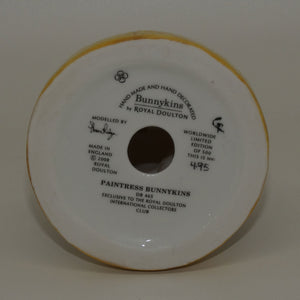 HAND MADE AND HAND DECORATED
Bunnykins
by ROYAL DOULTON
MODELLED BY
MADE IN
ENGLAND
© 2008
ROYAL
DOULTON
WORLDWIDE
LIMITED
EDITION
OF 500
THIS IS Nº:
495
PAINTRESS BUNNYKINS
DB 465
EXCLUSIVE TO THE ROYAL DOULTON
INTERNATIONAL COLLECTORS
CLUB